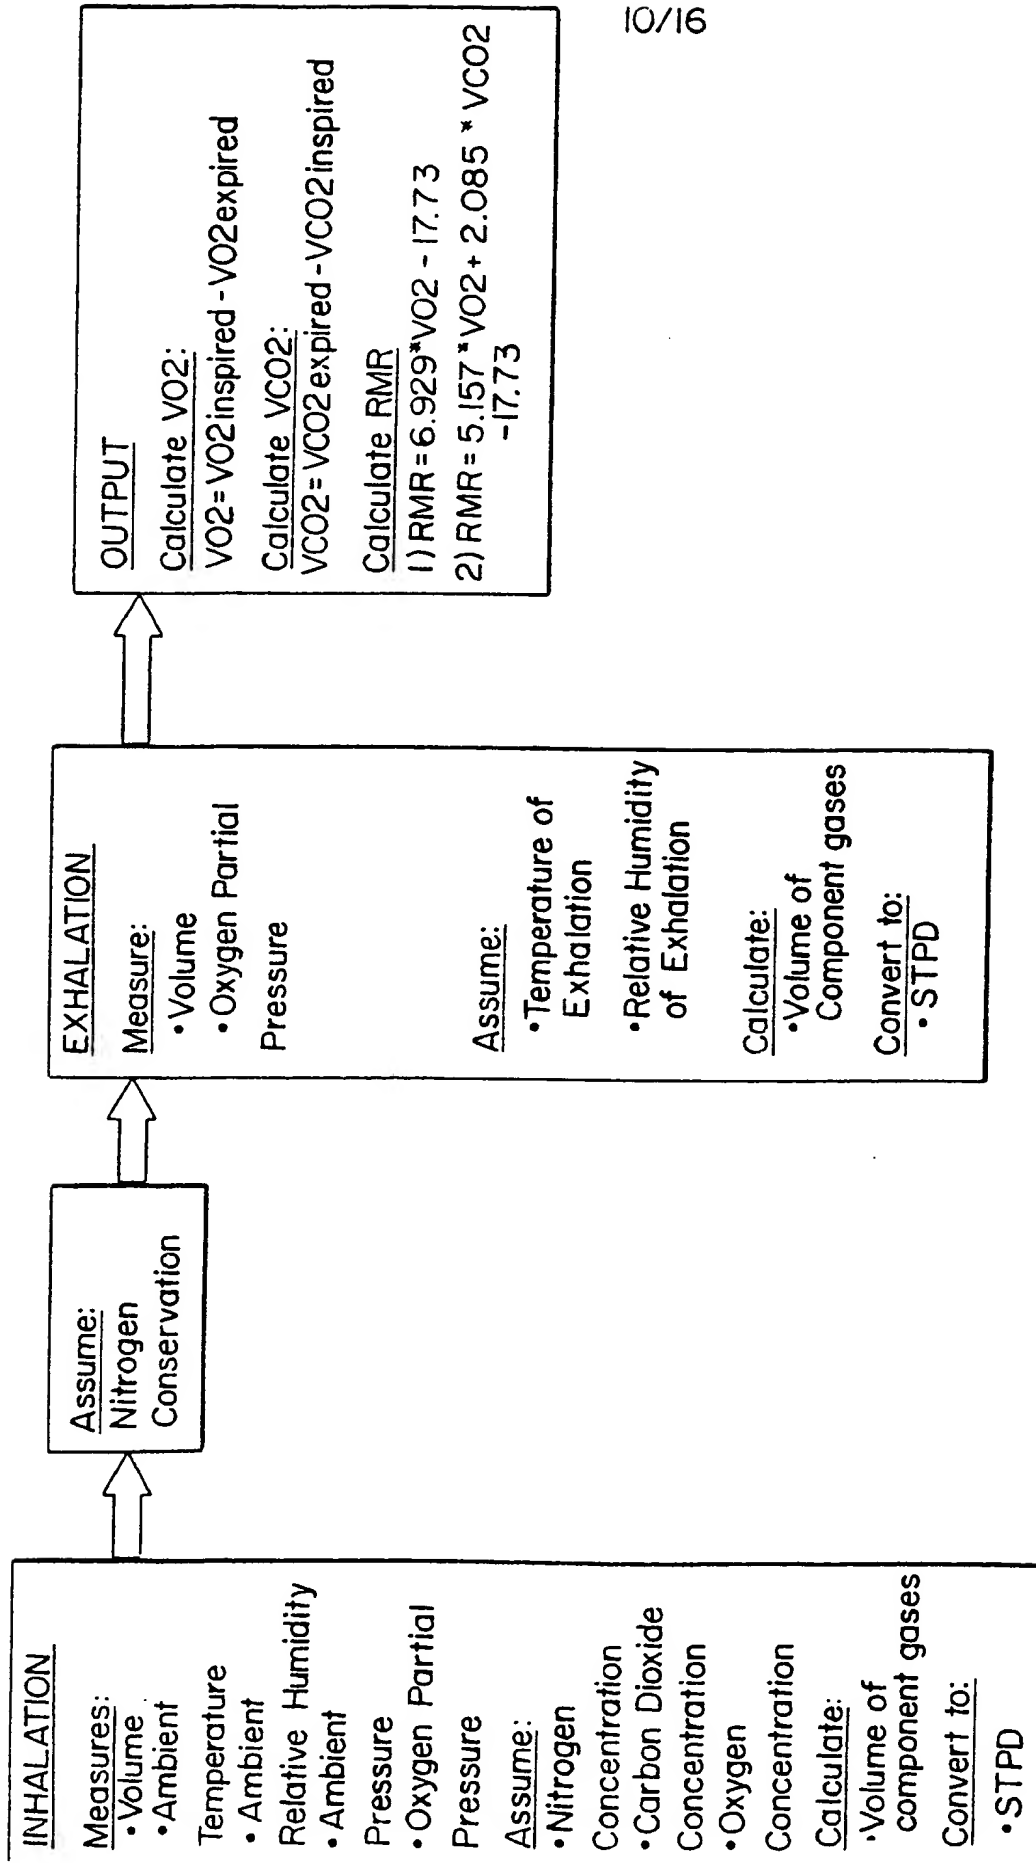 10/16
INHALATION
Measures:
• Volume
• Ambient
Temperature
• Ambient
Relative Humidity
• Ambient
Pressure
• Oxygen Partial
Pressure
Assume:
• Nitrogen
Concentration
• Carbon Dioxide
Concentration
• Oxygen
Concentration
Calculate:
• Volume of
component gases
Convert to:
• STPD
Assume:
Nitrogen
Conservation
EXHALATION
Measure:
• Volume
• Oxygen Partial
Pressure
Assume:
• Temperature of
Exhalation
• Relative Humidity
of Exhalation
Calculate:
• Volume of
Component gases
Convert to:
• STPD
OUTPUT
Calculate VO2:
VO2=VO2inspired-VO2expired
Calculate VCO2:
VCO2=VCO2expired-VCO2inspired
Calculate RMR
1) RMR=6.929*VO2-17.73
2) RMR=5.157*VO2+2.085*VCO2
-17.73